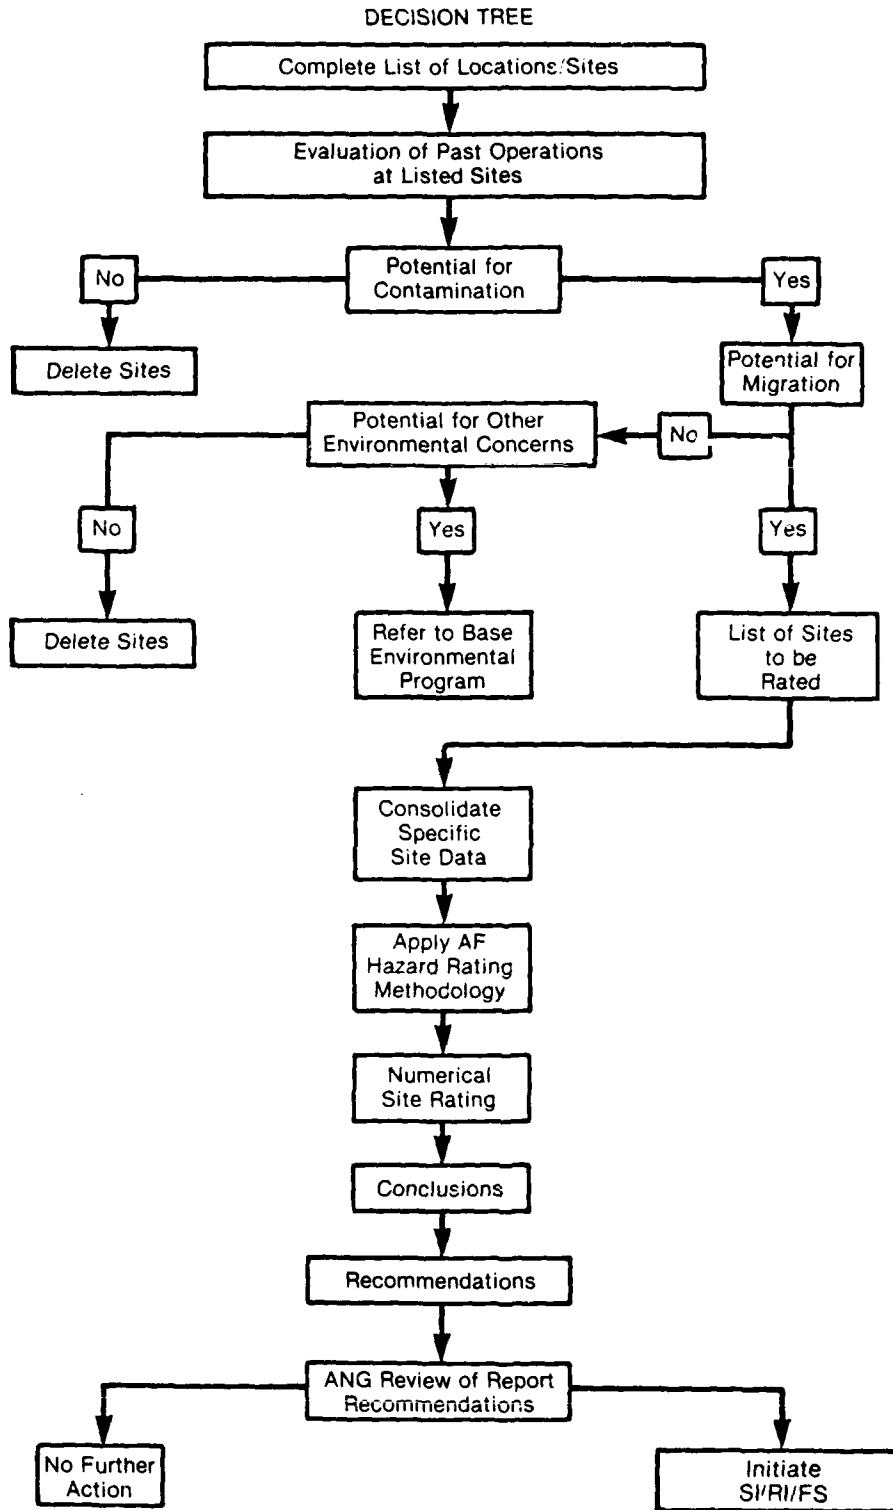 DECISION TREE
Complete List of Locations/Sites
Evaluation of Past Operations
at Listed Sites
Potential for
Contamination
No
Yes
Delete Sites
Potential for
Migration
Potential for Other
Environmental Concerns
No
No
Yes
Yes
Delete Sites
Refer to Base
Environmental
Program
List of Sites
to be
Rated
Consolidate
Specific
Site Data
Apply AF
Hazard Rating
Methodology
Numerical
Site Rating
Conclusions
Recommendations
ANG Review of Report
Recommendations
No Further
Action
Initiate
SI/RI/FS